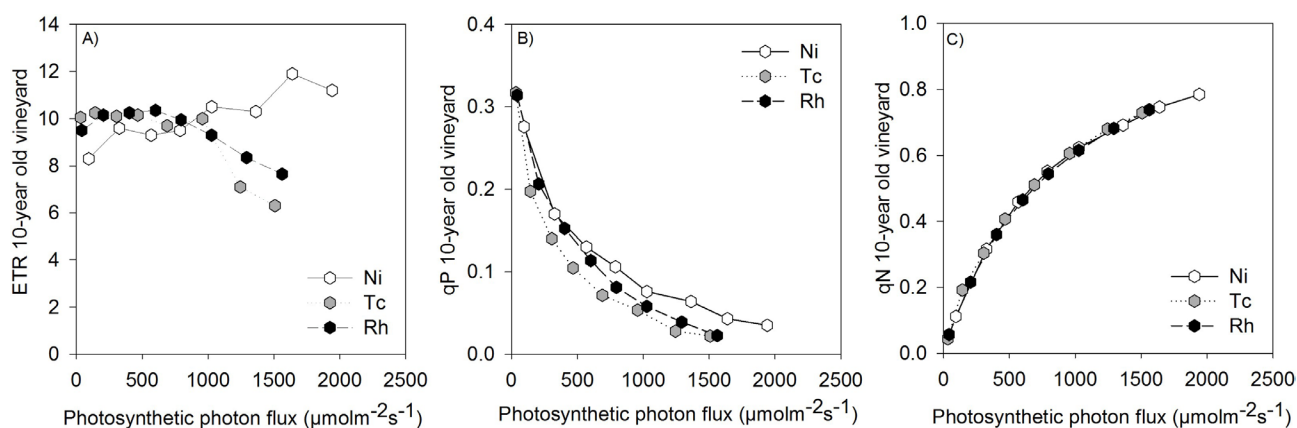 A)
ETR 10-year old vineyard
14
12
10
8
6
4
2
0
Ni
Tc
Rh
0 500 1000 1500 2000 2500
Photosynthetic photon flux (µmolm-2s-1)
B)
qP 10-year old vineyard
0.4
0.3
0.2
0.1
0.0
Ni
Tc
Rh
0 500 1000 1500 2000 2500
Photosynthetic photon flux (µmolm-2s-1)
C)
qN 10-year old vineyard
1.0
0.8
0.6
0.4
0.2
0.0
Ni
Tc
Rh
0 500 1000 1500 2000 2500
Photosynthetic photon flux (µmolm-2s-1)